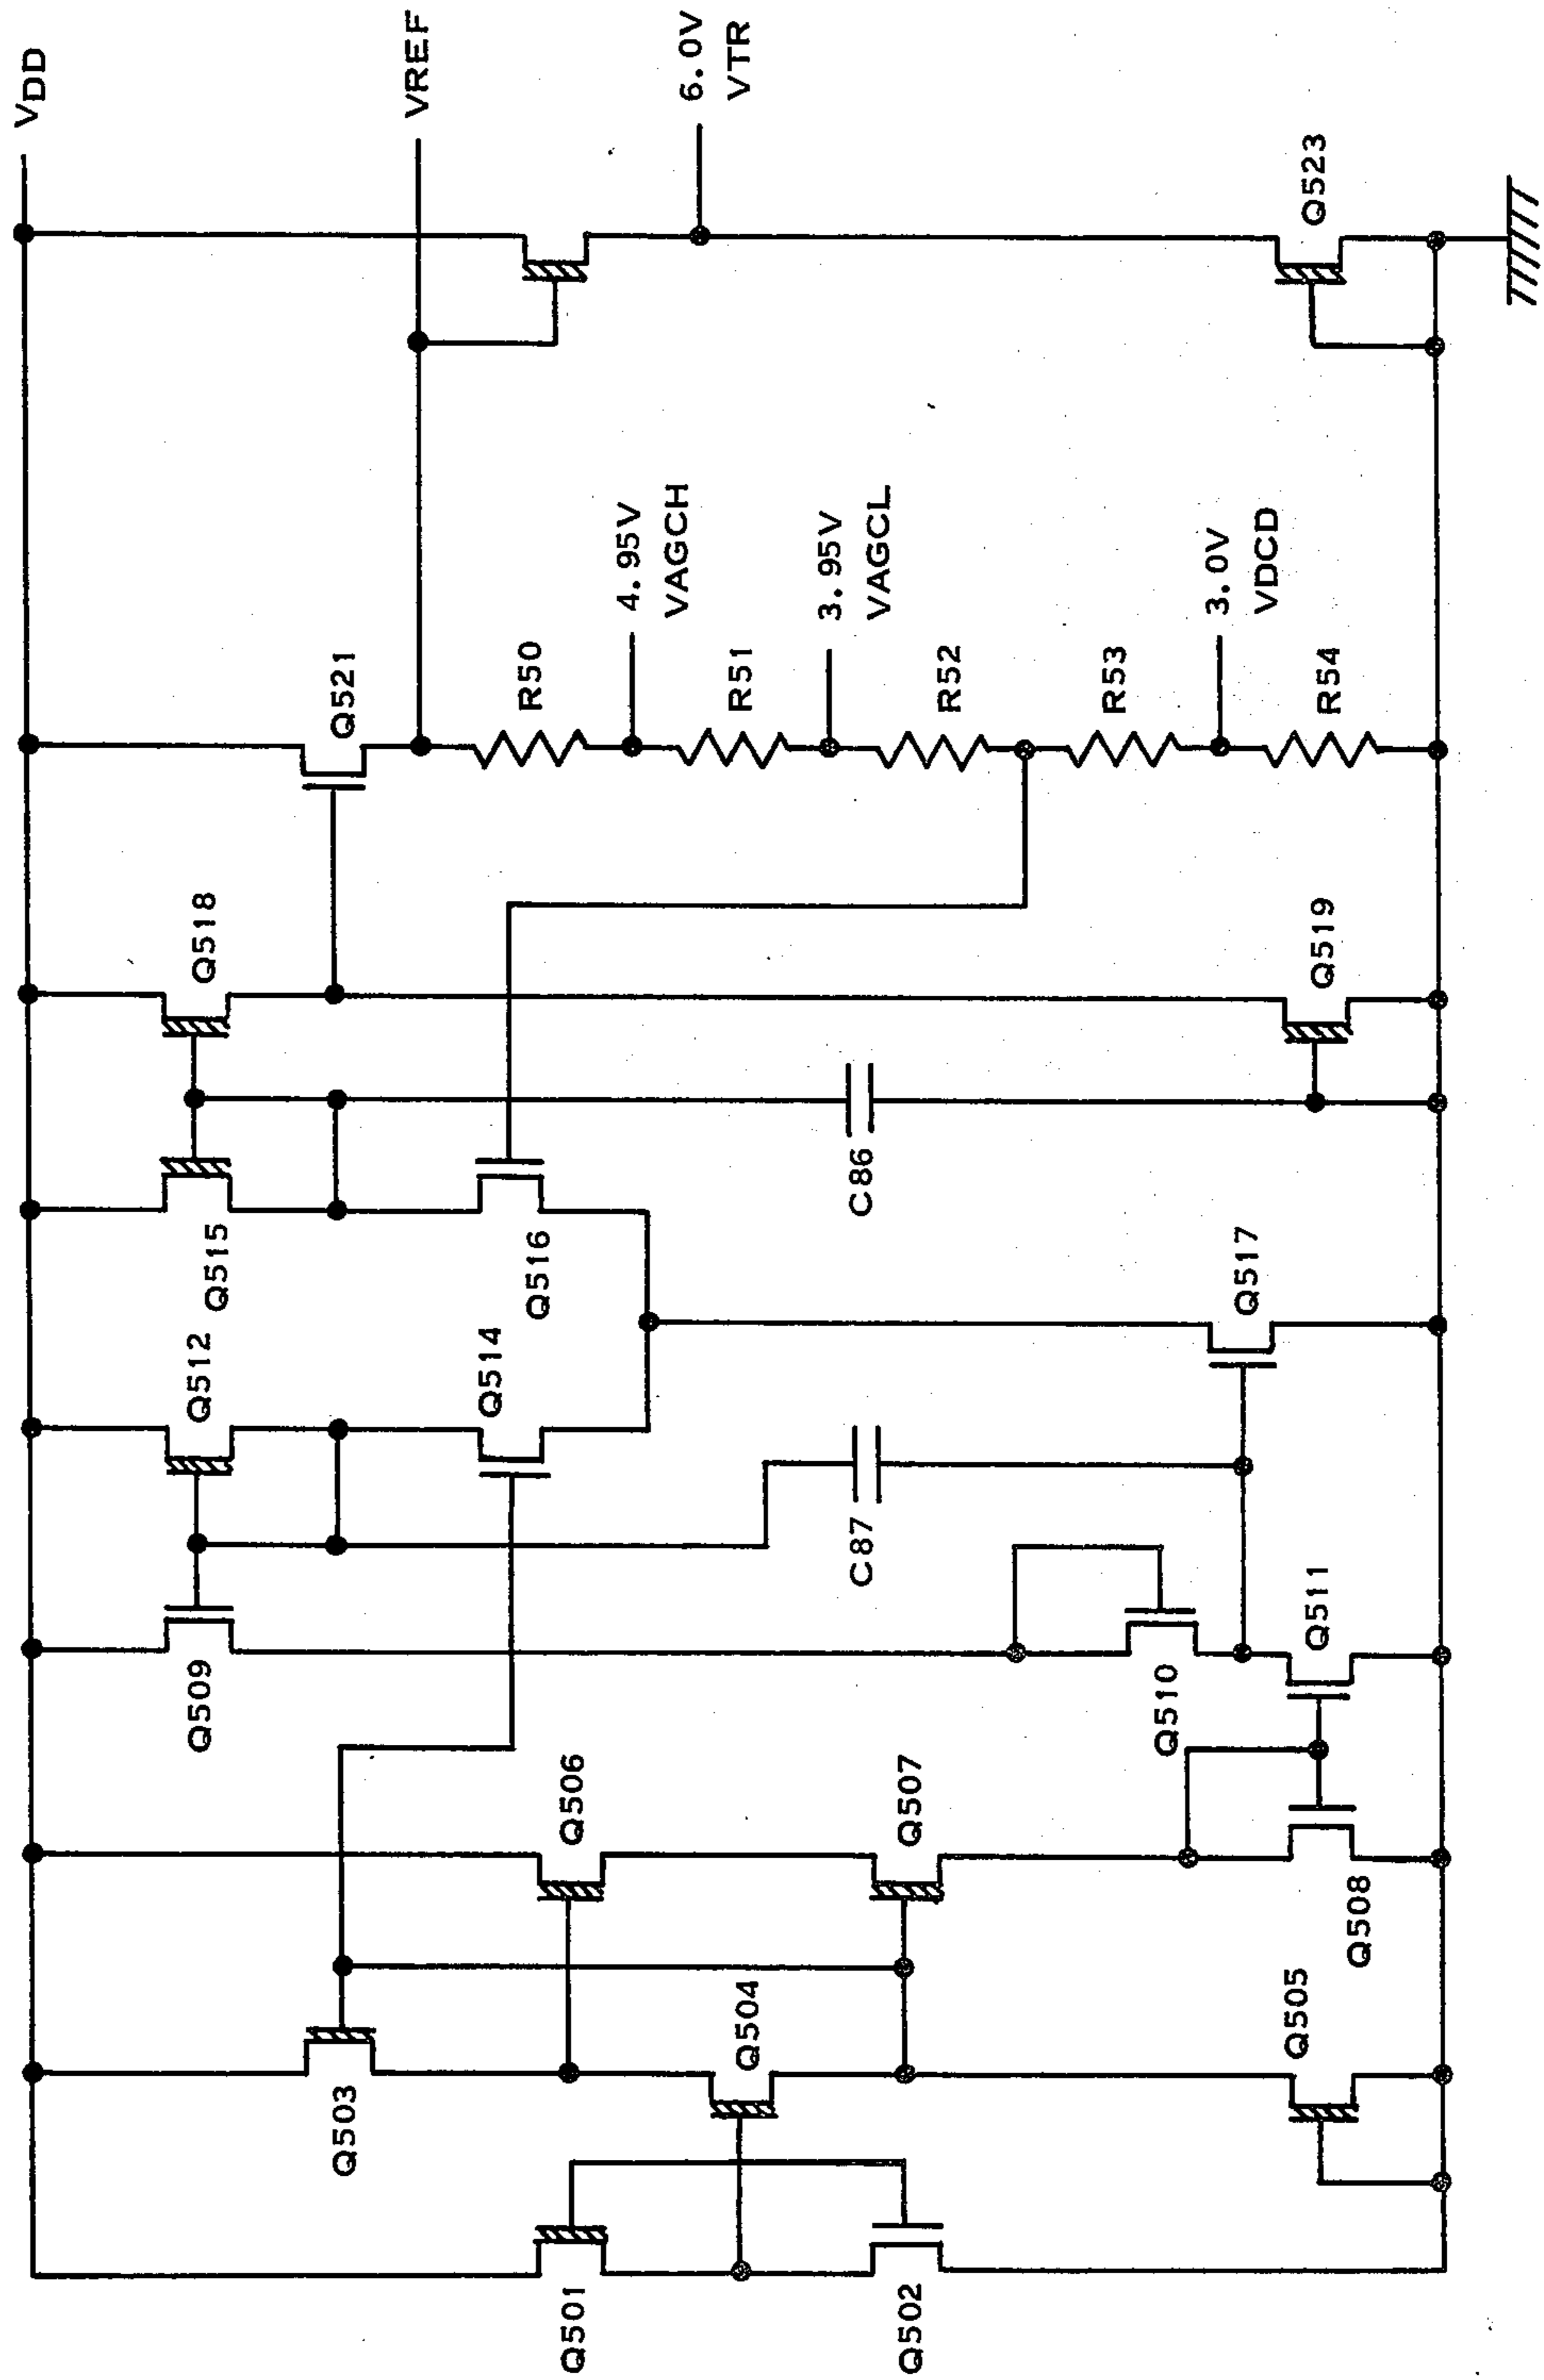 VDD
VREF
6.0V
VTR
Q523
4.95V
VAGCH
3.95V
VAGCL
3.0V
VDCD
Q521
R50
R51
R52
R53
R54
Q518
Q519
C86
Q515
Q516
Q517
Q512
Q514
C87
Q509
Q510
Q511
Q506
Q507
Q508
Q503
Q504
Q505
Q501
Q502